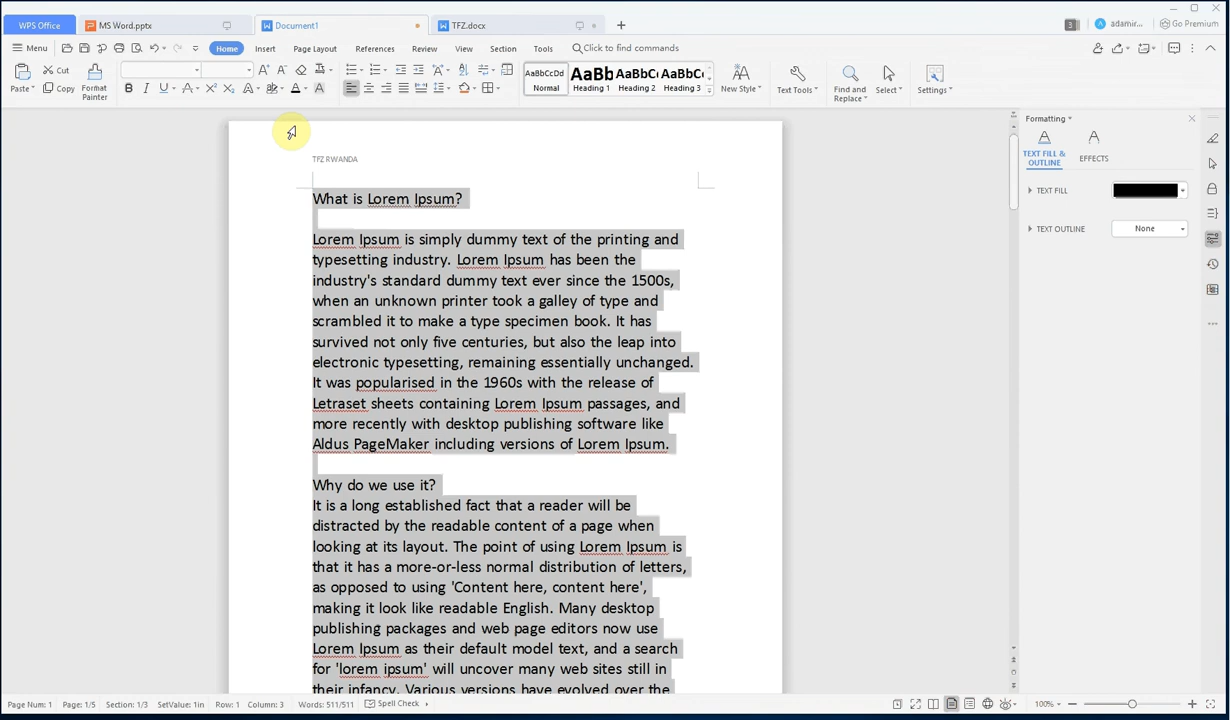 WPS Office
MS Word.pptx
Document1
TFZ.docx
3
adamir...
Go Premium
Menu
Home
Insert
Page Layout
References
Review
View
Section
Tools
Click to find commands
Paste
Cut
Copy
Format
Painter
B I U
AaBbCcDd
Normal
AaBb
Heading 1
AaBbC
Heading 2
AaBbC
Heading 3
New Style
Text Tools
Find and
Replace
Select
Settings
TFZ RWANDA
What is Lorem Ipsum?
Lorem Ipsum is simply dummy text of the printing and
typesetting industry. Lorem Ipsum has been the
industry's standard dummy text ever since the 1500s,
when an unknown printer took a galley of type and
scrambled it to make a type specimen book. It has
survived not only five centuries, but also the leap into
electronic typesetting, remaining essentially unchanged.
It was popularised in the 1960s with the release of
Letraset sheets containing Lorem Ipsum passages, and
more recently with desktop publishing software like
Aldus PageMaker including versions of Lorem Ipsum.
Why do we use it?
It is a long established fact that a reader will be
distracted by the readable content of a page when
looking at its layout. The point of using Lorem Ipsum is
that it has a more-or-less normal distribution of letters,
as opposed to using 'Content here, content here',
making it look like readable English. Many desktop
publishing packages and web page editors now use
Lorem Ipsum as their default model text, and a search
for 'lorem ipsum' will uncover many web sites still in
their infancy. Various versions have evolved over the
Formatting
TEXT FILL &
OUTLINE
EFFECTS
TEXT FILL
TEXT OUTLINE
None
Page Num: 1
Page: 1/5
Section: 1/3
SetValue: 1in
Row: 1
Column: 3
Words: 511/511
Spell Check
100%